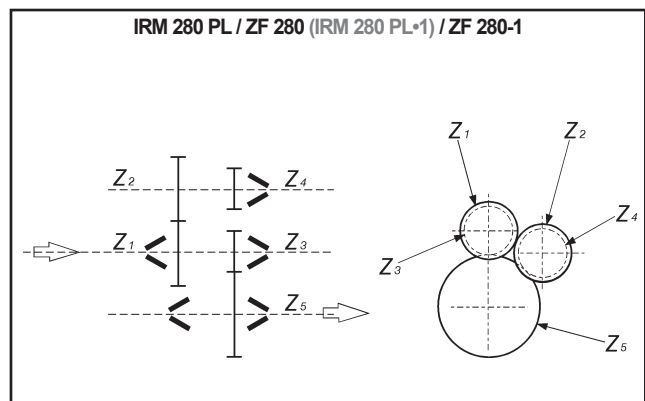 IRM 280 PL / ZF 280 (IRM 280 PL•1) / ZF 280-1
Z1 Z2
Z2 Z4
Z4
Z1 Z3
Z3
Z5
Z5